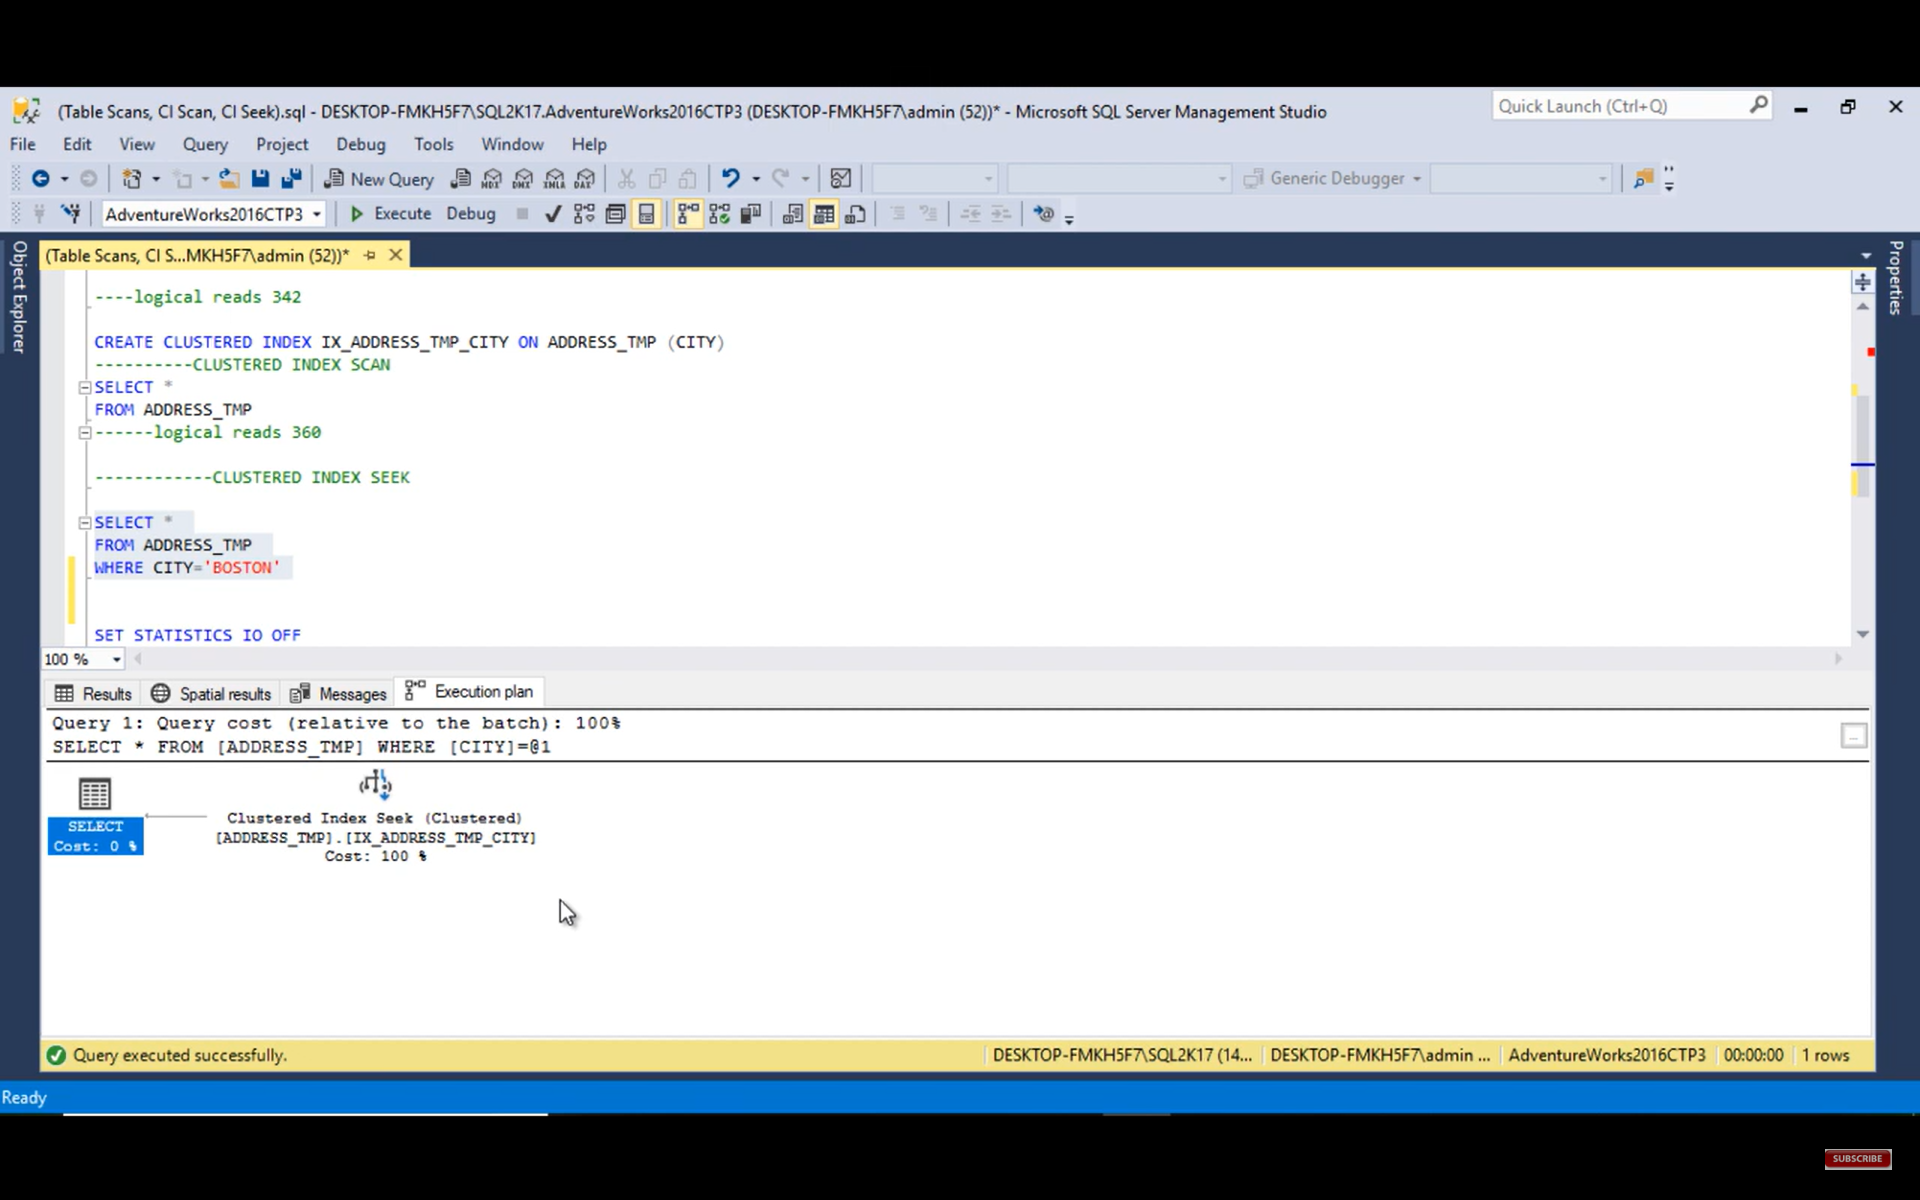 (Table Scans, CI Scan, CI Seek).sql - DESKTOP-FMKH5F7\SQL2K17.AdventureWorks2016CTP3 (DESKTOP-FMKH5F7\admin (52))* - Microsoft SQL Server Management Studio
Quick Launch (Ctrl+Q)
File Edit View Query Project Debug Tools Window Help
New Query MDX DMX XMLA DAX Generic Debugger
AdventureWorks2016CTP3 Execute Debug
Object Explorer
(Table Scans, CI S...MKH5F7\admin (52))*
Properties
----logical reads 342
CREATE CLUSTERED INDEX IX_ADDRESS_TMP_CITY ON ADDRESS_TMP (CITY)
----------CLUSTERED INDEX SCAN
SELECT *
FROM ADDRESS_TMP
------logical reads 360
------------CLUSTERED INDEX SEEK
SELECT *
FROM ADDRESS_TMP
WHERE CITY='BOSTON'
SET STATISTICS IO OFF
100 %
Results Spatial results Messages Execution plan
Query 1: Query cost (relative to the batch): 100%
SELECT * FROM [ADDRESS_TMP] WHERE [CITY]=@1
...
SELECT
Cost: 0 %
Clustered Index Seek (Clustered)
[ADDRESS_TMP].[IX_ADDRESS_TMP_CITY]
Cost: 100 %
Query executed successfully. DESKTOP-FMKH5F7\SQL2K17 (14... DESKTOP-FMKH5F7\admin ... AdventureWorks2016CTP3 00:00:00 1 rows
Ready
SUBSCRIBE